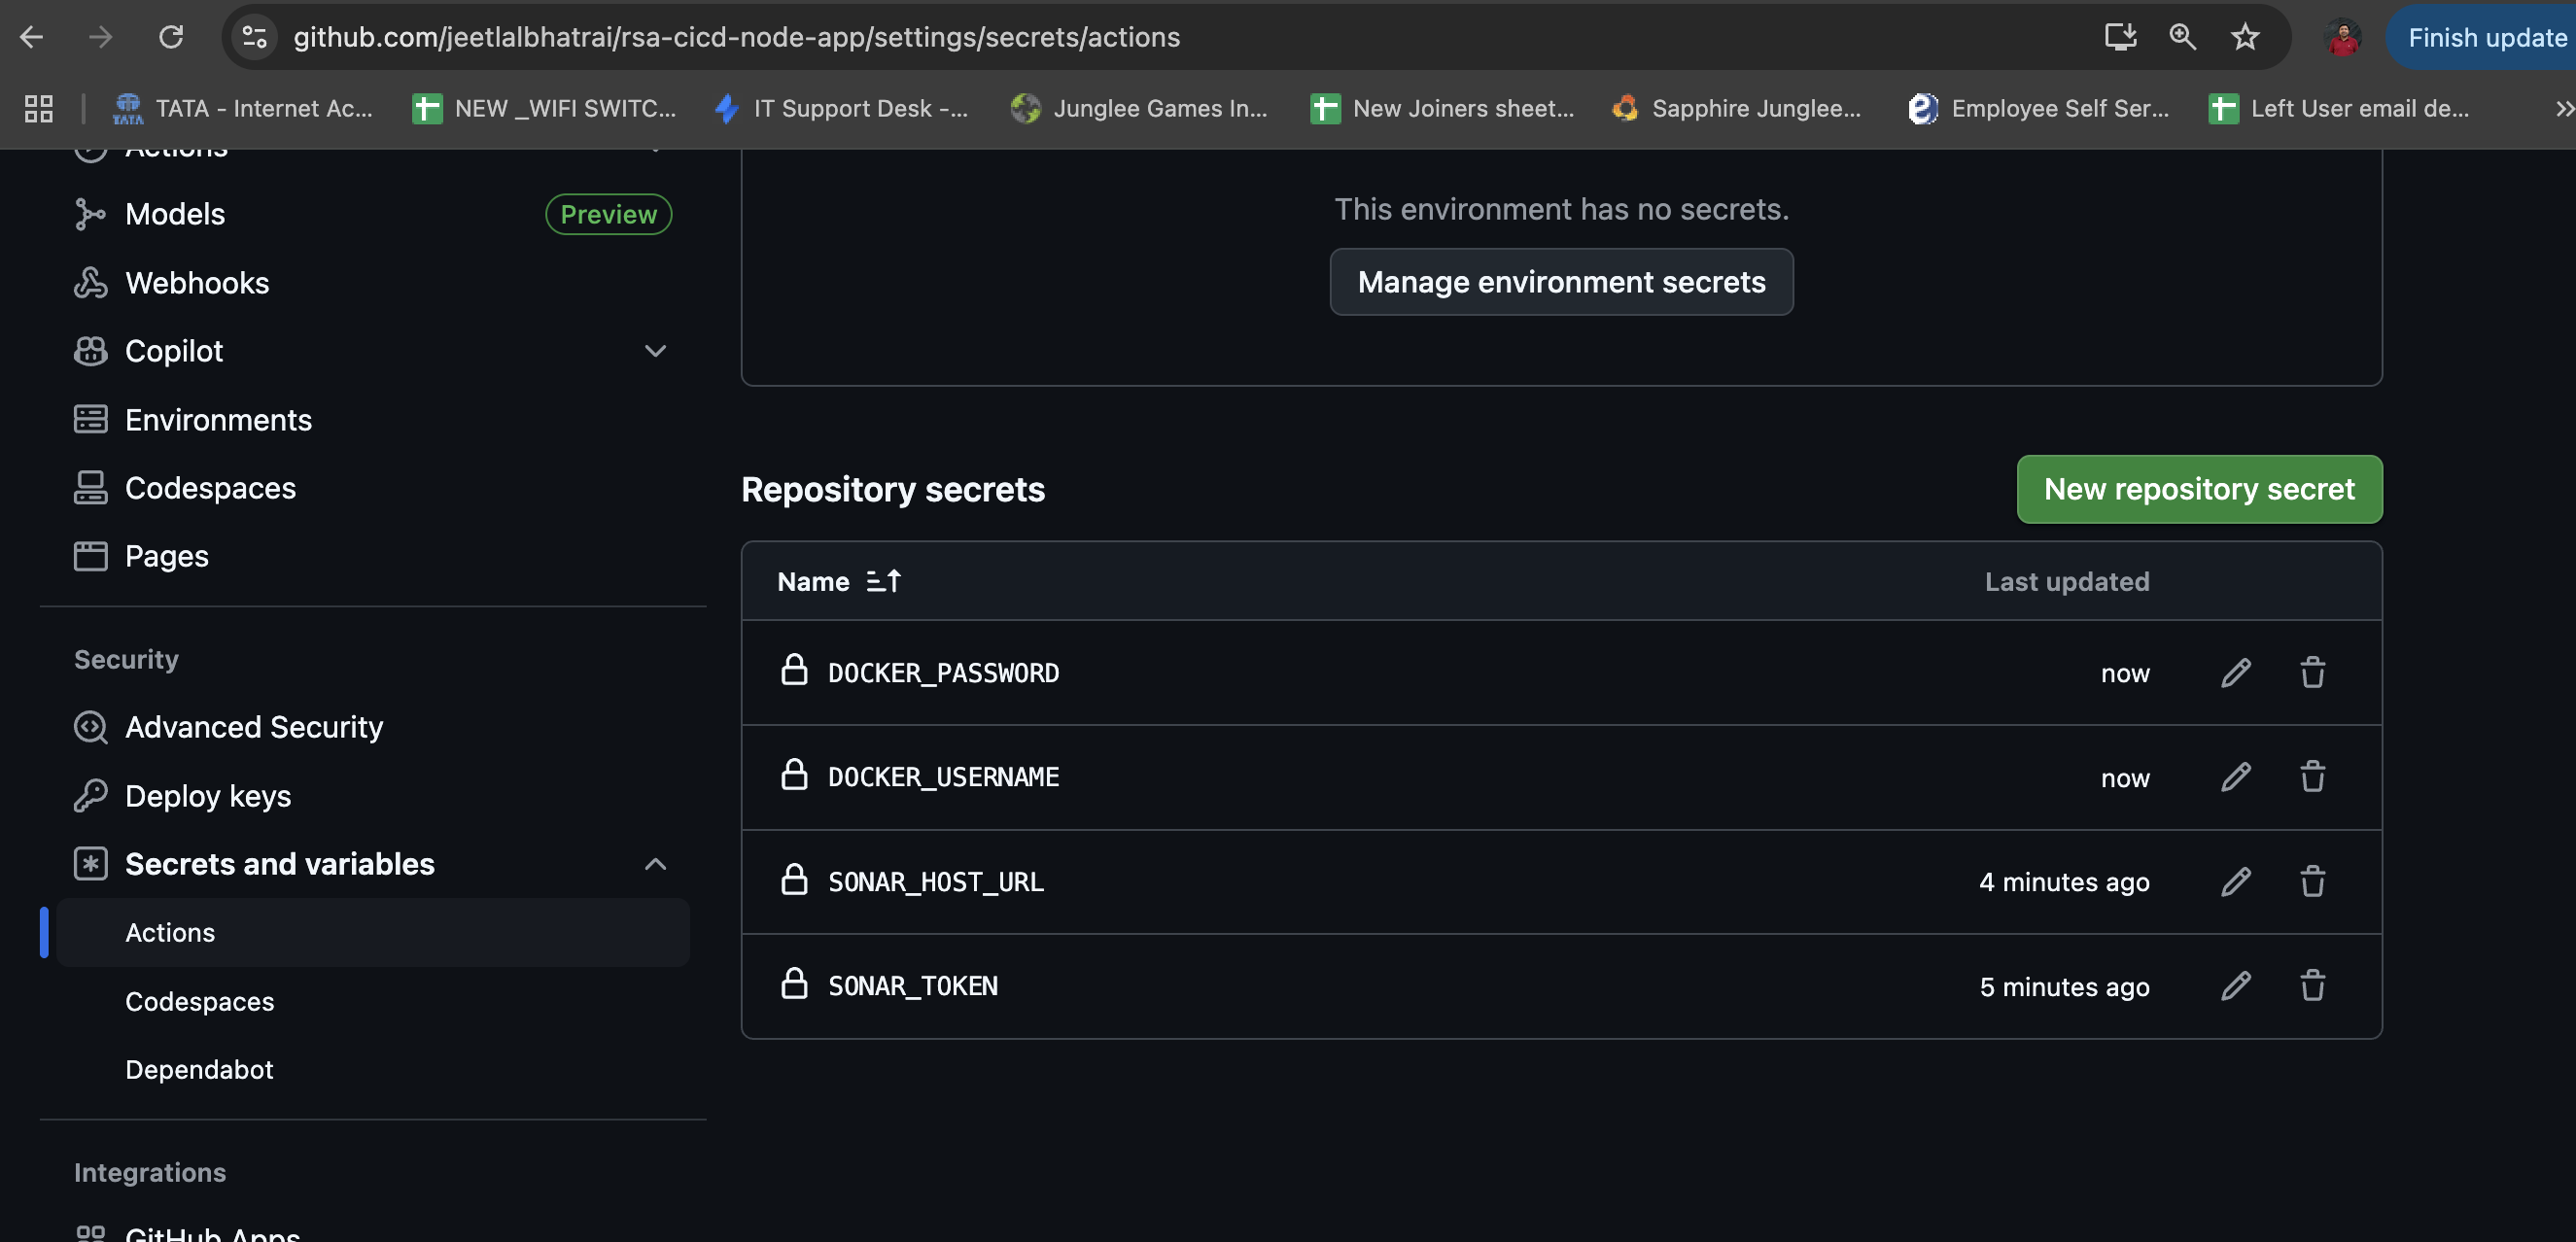 github.com/jeetlalbhatrai/rsa-cicd-node-app/settings/secrets/actions
Finish update
TATA - Internet Ac...
NEW _WIFI SWITC...
IT Support Desk -...
Junglee Games In...
New Joiners sheet...
Sapphire Junglee...
Employee Self Ser...
Left User email de...
Actions
Models
Preview
Webhooks
Copilot
Environments
Codespaces
Pages
Security
Advanced Security
Deploy keys
Secrets and variables
Actions
Codespaces
Dependabot
Integrations
GitHub Apps
This environment has no secrets.
Manage environment secrets
Repository secrets
New repository secret
Name
Last updated
DOCKER_PASSWORD
now
DOCKER_USERNAME
now
SONAR_HOST_URL
4 minutes ago
SONAR_TOKEN
5 minutes ago